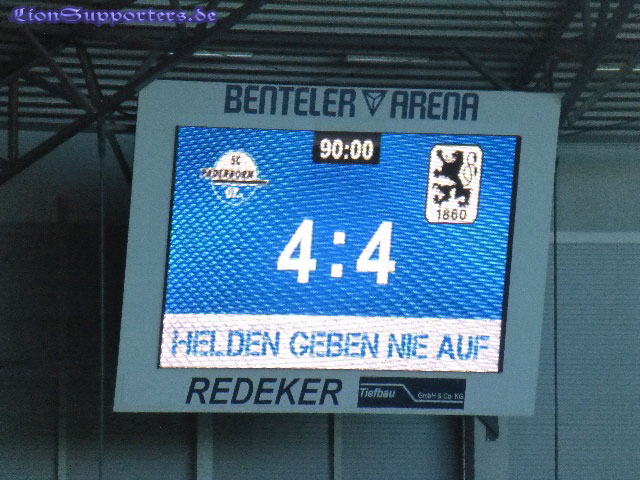 LionSupporters.de
BENTELER ARENA
90:00
SC
PADERBORN
07
1860
4:4
HELDEN GEBEN NIE AUF
REDEKER
Tiefbau GmbH & Co. KG